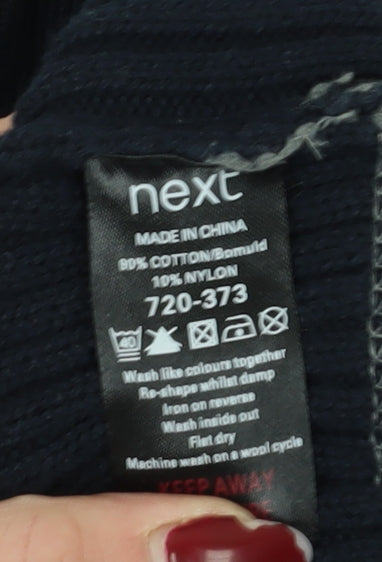 next
MADE IN CHINA
90% COTTON/Bomuld
10% NYLON
720-373
40
Wash like colours together
Re-shape whilst damp
Iron on reverse
Wash inside out
Flat dry
Machine wash on a wool cycle
KEEP AWAY